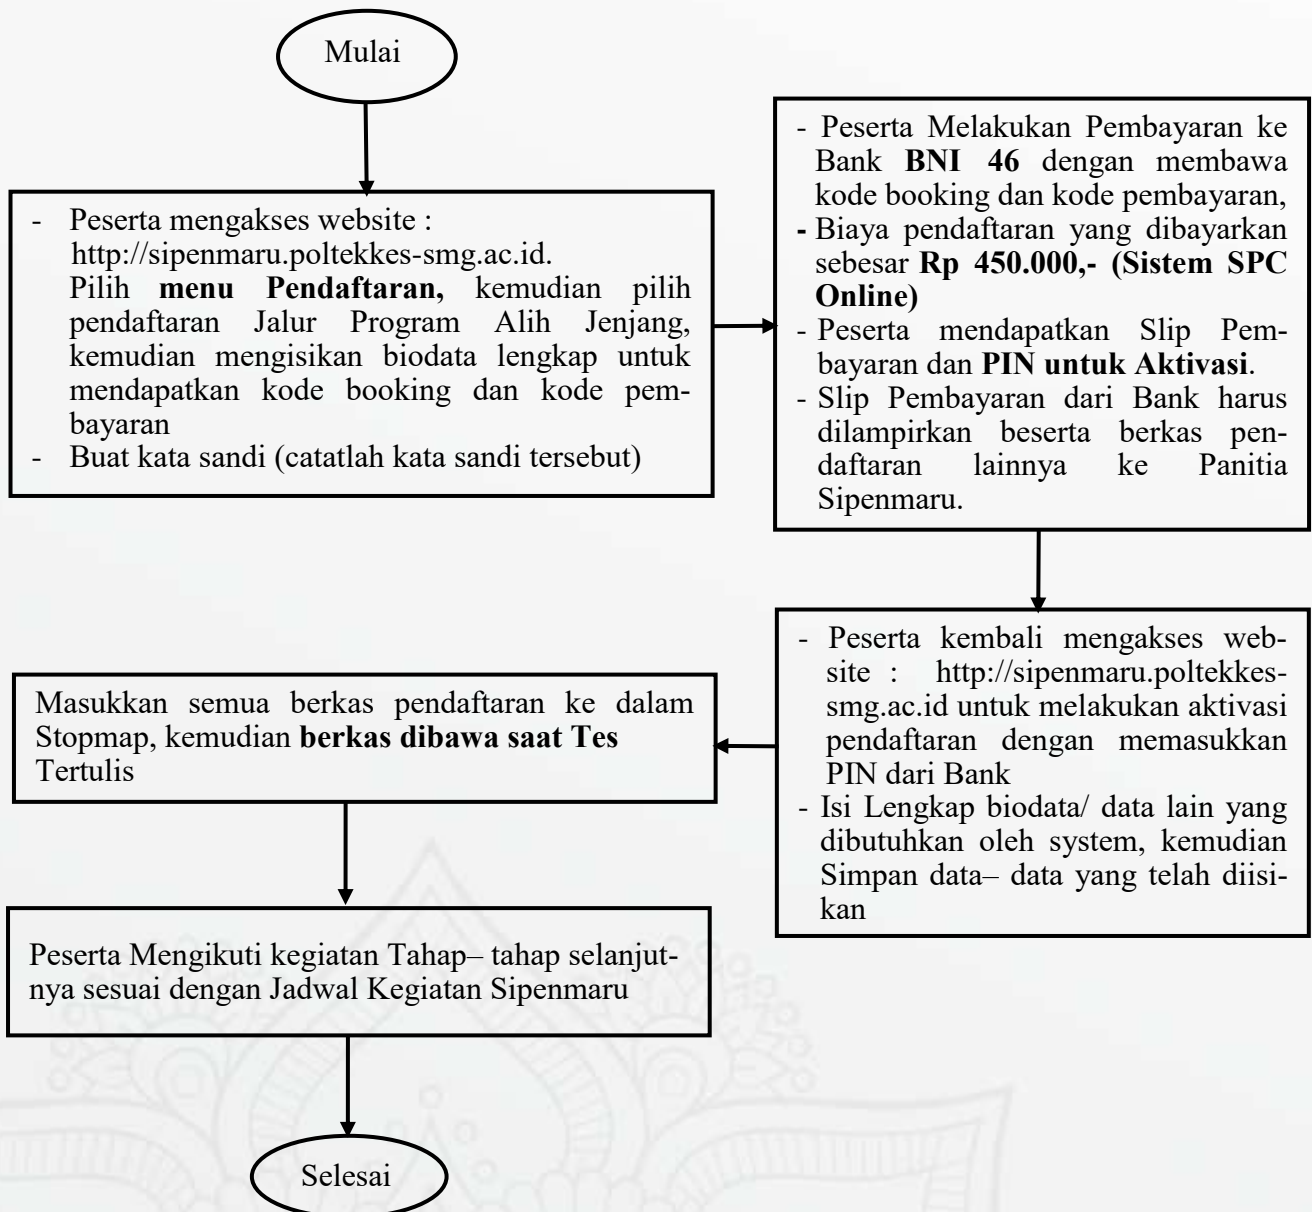 Mulai
- Peserta mengakses website :
http://sipenmaru.poltekkes-smg.ac.id.
Pilih menu Pendaftaran, kemudian pilih
pendaftaran Jalur Program Alih Jenjang,
kemudian mengisikan biodata lengkap untuk
mendapatkan kode booking dan kode pem-
bayaran
- Buat kata sandi (catatlah kata sandi tersebut)
- Peserta Melakukan Pembayaran ke
Bank BNI 46 dengan membawa
kode booking dan kode pembayaran,
- Biaya pendaftaran yang dibayarkan
sebesar Rp 450.000,- (Sistem SPC
Online)
- Peserta mendapatkan Slip Pem-
bayaran dan PIN untuk Aktivasi.
- Slip Pembayaran dari Bank harus
dilampirkan beserta berkas pen-
daftaran lainnya ke Panitia
Sipenmaru.
- Peserta kembali mengakses web-
site : http://sipenmaru.poltekkes-
smg.ac.id untuk melakukan aktivasi
pendaftaran dengan memasukkan
PIN dari Bank
- Isi Lengkap biodata/ data lain yang
dibutuhkan oleh system, kemudian
Simpan data– data yang telah diisi-
kan
Masukkan semua berkas pendaftaran ke dalam
Stopmap, kemudian berkas dibawa saat Tes
Tertulis
Peserta Mengikuti kegiatan Tahap– tahap selanjut-
nya sesuai dengan Jadwal Kegiatan Sipenmaru
Selesai